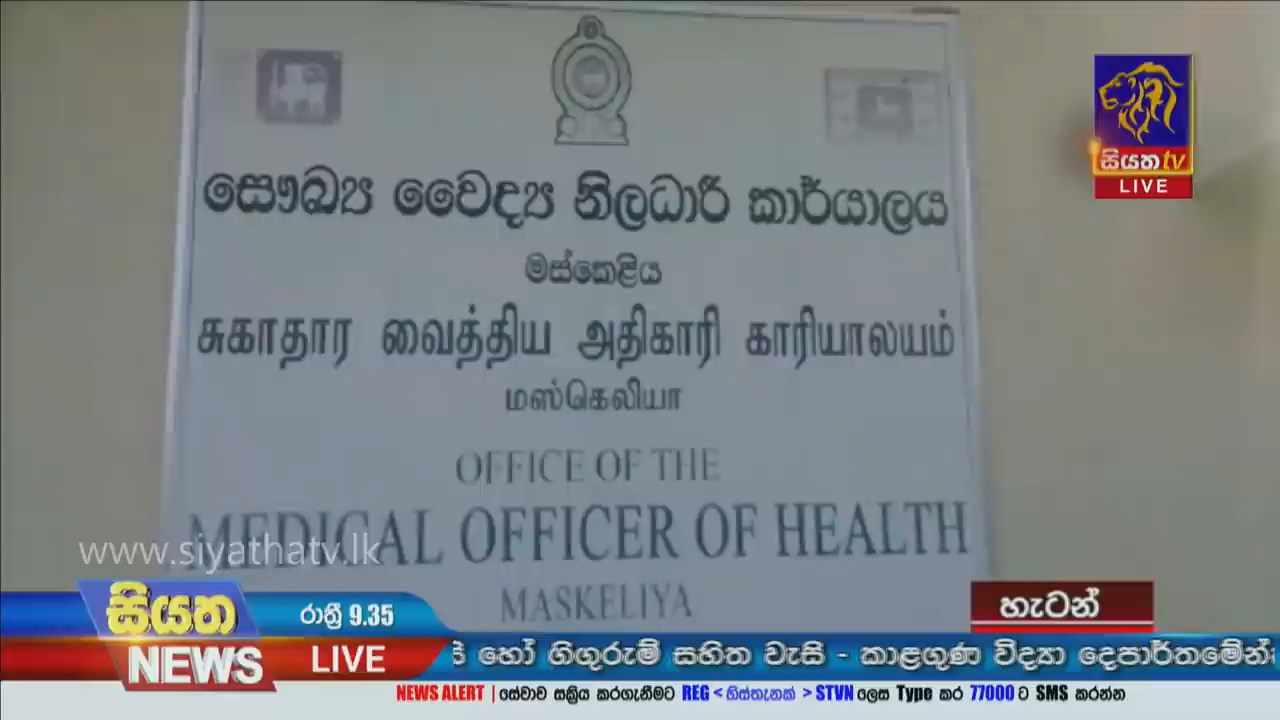 සියත tv
LIVE
සෞඛ්‍ය වෛද්‍ය නිලධාරී කාර්යාලය
මස්කෙළිය
சுகாதார வைத்திய அதிகாரி காரியாலயம்
மஸ்கெலியா
OFFICE OF THE
MEDICAL OFFICER OF HEALTH
MASKELIYA
www.siyathatv.lk
සියත
NEWS
රාත්‍රී 9.35
LIVE
හැටන්
හෝ ගිගුරුම් සහිත වැසි - කාළගුණ විද්‍යා
NEWS ALERT | සේවාව සක්‍රිය කරගැනීමට REG < හිස්තැනක් > STVN ලෙස Type කර 77000 ට SMS කරන්න